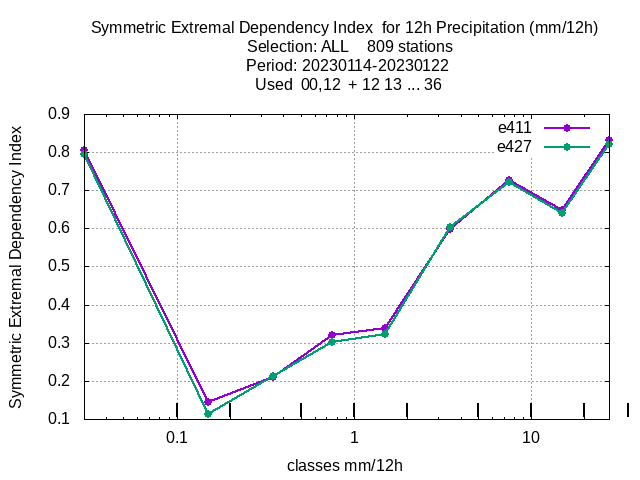 Symmetric Extremal Dependency Index  for 12h Precipitation (mm/12h)
Selection: ALL    809 stations
Period: 20230114-20230122
Used  00,12  + 12 13 ... 36
e411
e427
0.9
0.8
0.7
0.6
0.5
0.4
0.3
0.2
0.1
Symmetric Extremal Dependency Index
0.1
1
10
classes mm/12h